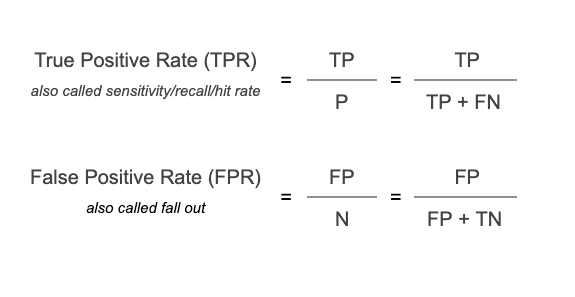 True Positive Rate (TPR)
also called sensitivity/recall/hit rate
=
TP
P
=
TP
TP + FN
False Positive Rate (FPR)
also called fall out
=
FP
N
=
FP
FP + TN